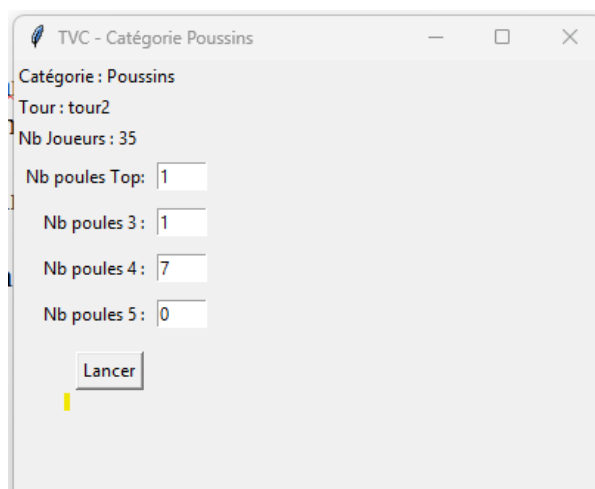 TVC - Catégorie Poussins
Catégorie : Poussins
Tour : tour2
Nb Joueurs : 35
Nb poules Top: 1
Nb poules 3 : 1
Nb poules 4 : 7
Nb poules 5 : 0
Lancer